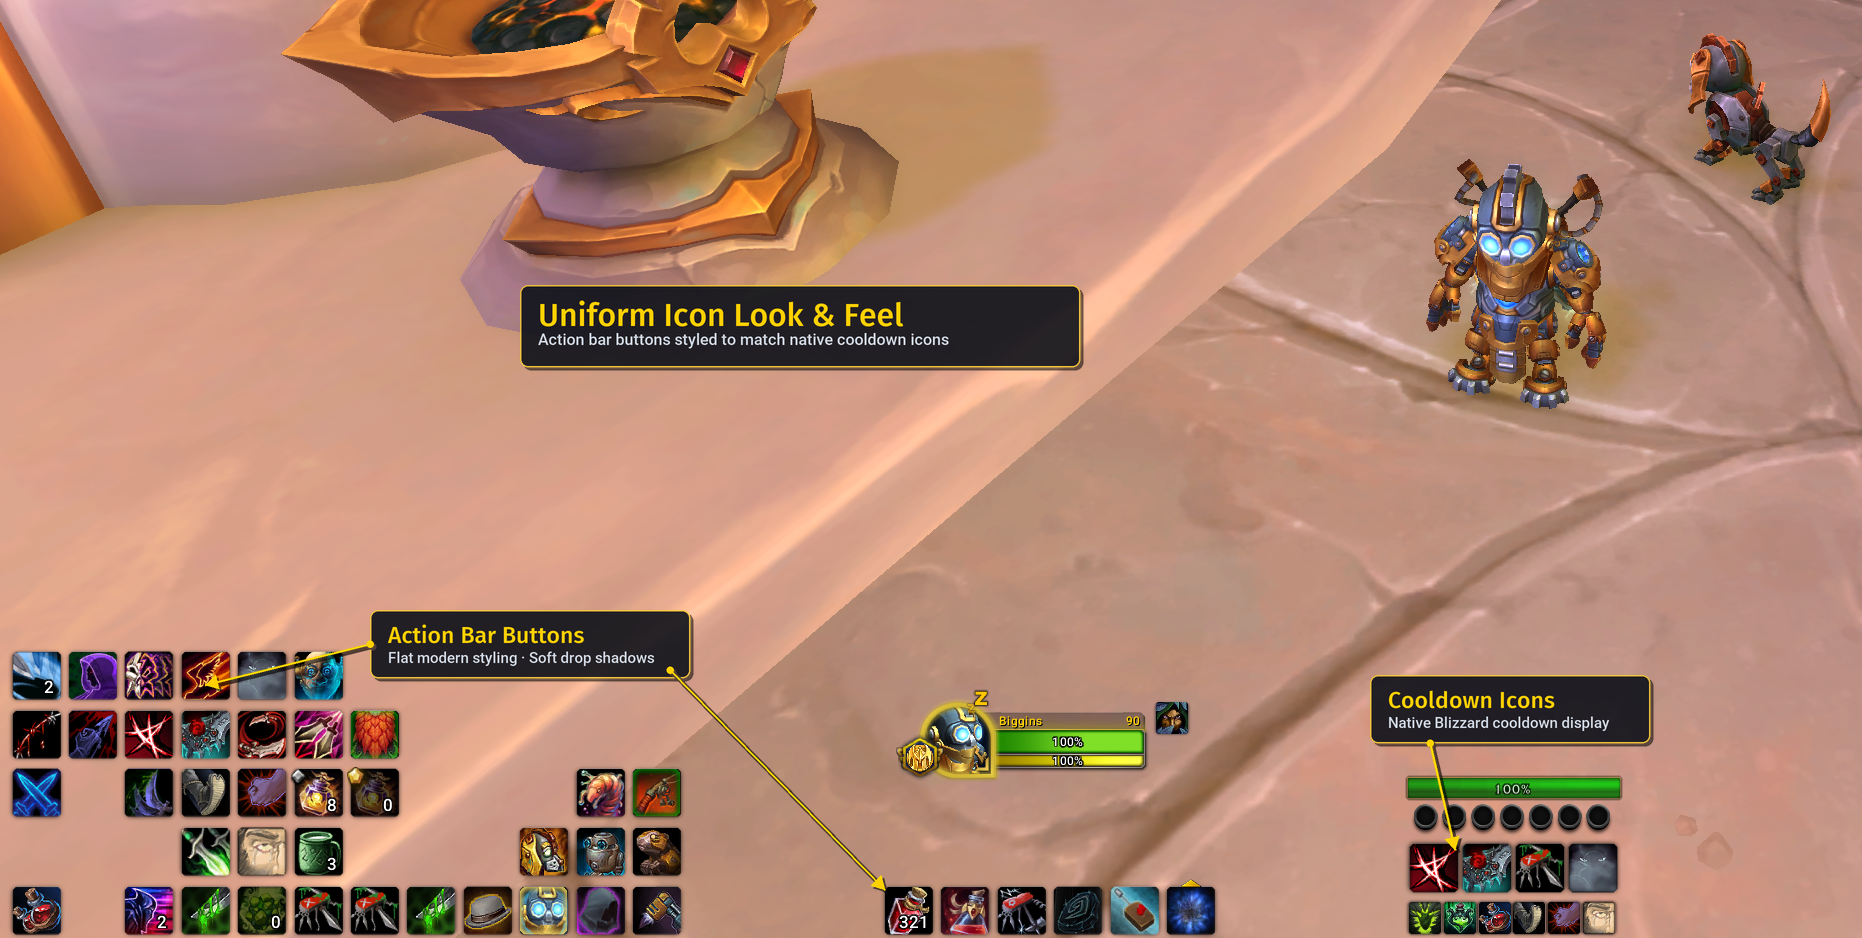 Uniform Icon Look & Feel
Action bar buttons styled to match native cooldown icons
Action Bar Buttons
Flat modern styling · Soft drop shadows
2
8
0
3
2
0
Z
Z
Biggins 90
100%
100%
321
Cooldown Icons
Native Blizzard cooldown display
100%